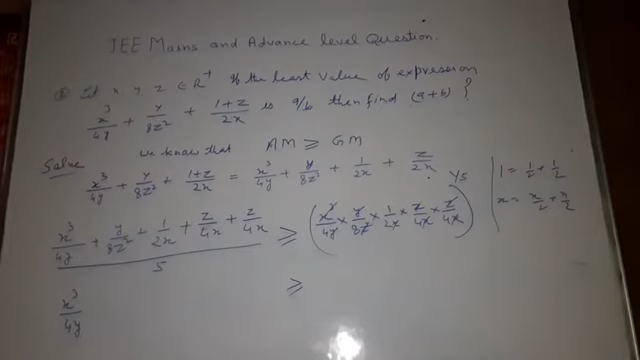 JEE Mains and Advance level Question.
Q Let x, y, z ∈ R⁺ If the least value of expression
x³/4y + y/8z² + (1+z)/2x is a/b then find (a+b) ?
Solve we know that AM ≥ GM
x³/4y + y/8z² + (1+z)/2x = x³/4y + y/8z² + 1/2x + z/2x
1 = 1/2 + 1/2
x = x/2 + x/2
(x³/4y + y/8z² + 1/2x + z/4x + z/4x)/5 ≥ (x³/4y × y/8z² × 1/2x × z/4x × z/4x)^(1/5)
x³/4y ≥